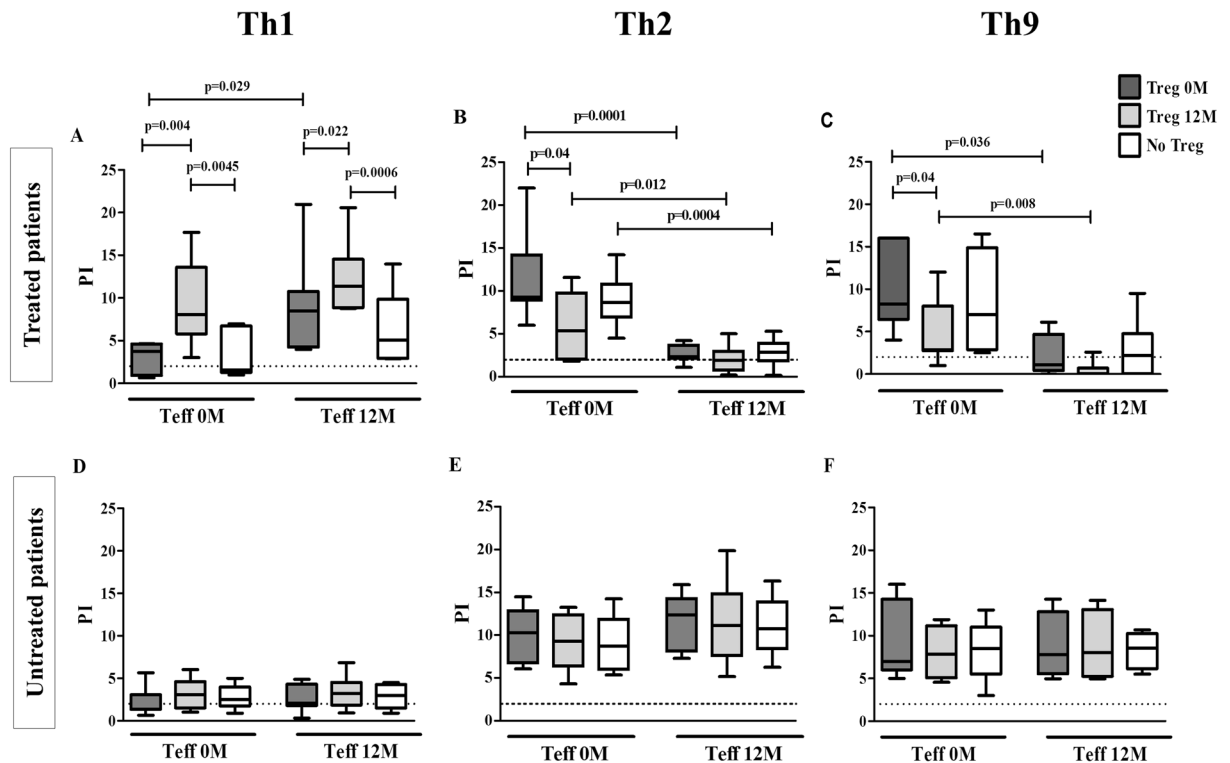 Th1
Th2
Th9
Treg 0M
Treg 12M
No Treg
Treated patients
A
p=0.029
p=0.004
p=0.022
p=0.0045
p=0.0006
PI
25
20
15
10
5
0
Teff 0M
Teff 12M
B
p=0.0001
p=0.04
p=0.012
p=0.0004
PI
25
20
15
10
5
0
Teff 0M
Teff 12M
C
p=0.036
p=0.04
p=0.008
PI
25
20
15
10
5
0
Teff 0M
Teff 12M
Untreated patients
D
PI
25
20
15
10
5
0
Teff 0M
Teff 12M
E
PI
25
20
15
10
5
0
Teff 0M
Teff 12M
F
PI
25
20
15
10
5
0
Teff 0M
Teff 12M